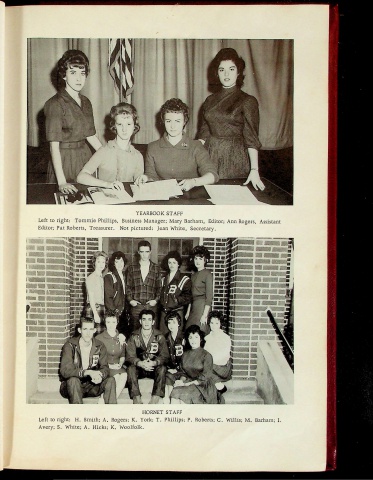 YEARBOOK STAFF
Left to right: Tommie Phillips, Business Manager; Mary Barham, Editor; Ann Rogers, Assistant
Editor; Pat Roberts, Treasurer. Not pictured: Joan White, Secretary.
HORNET STAFF
Left to right: H. Smith; A. Rogers; K. York; T. Phillips; P. Roberts; C. Willis; M. Barham; I.
Avery; S. White; A. Hicks; K. Woolfolk.